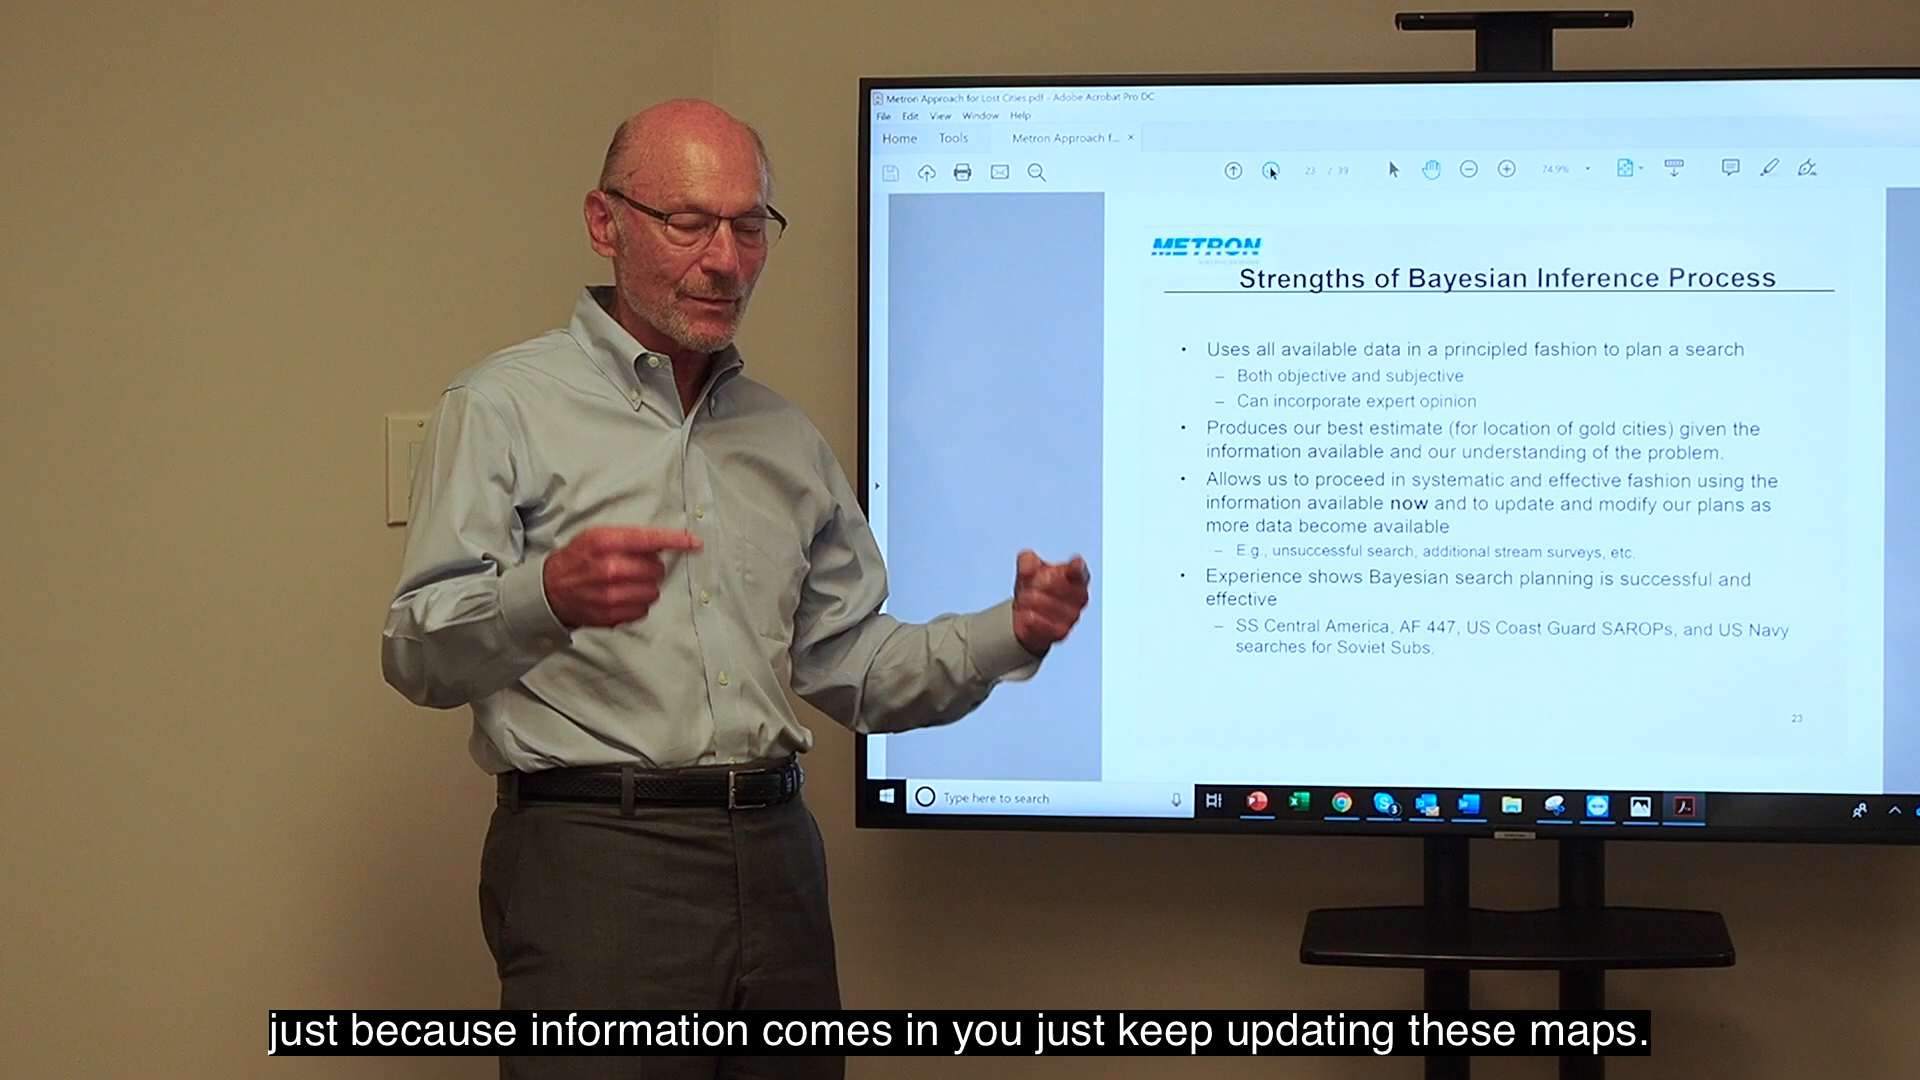 Metron Approach for Lost Cities.pdf - Adobe Acrobat Pro DC
File Edit View Window Help
Home Tools Metron Approach f... ×
23 / 39 74.9%
METRON
Strengths of Bayesian Inference Process
• Uses all available data in a principled fashion to plan a search
– Both objective and subjective
– Can incorporate expert opinion
• Produces our best estimate (for location of gold cities) given the
information available and our understanding of the problem.
• Allows us to proceed in systematic and effective fashion using the
information available now and to update and modify our plans as
more data become available
– E.g., unsuccessful search, additional stream surveys, etc.
• Experience shows Bayesian search planning is successful and
effective
– SS Central America, AF 447, US Coast Guard SAROPs, and US Navy
searches for Soviet Subs.
23
Type here to search
just because information comes in you just keep updating these maps.